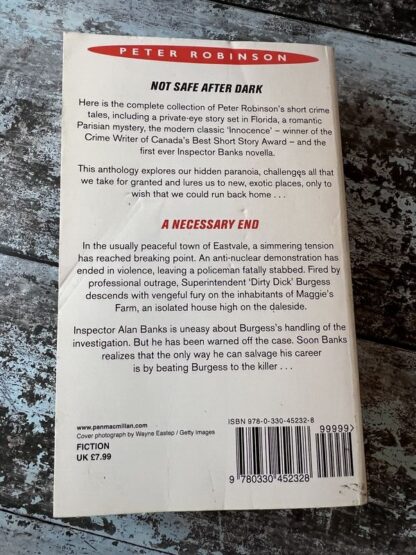 PETER ROBINSON
NOT SAFE AFTER DARK
Here is the complete collection of Peter Robinson's short crime
tales, including a private-eye story set in Florida, a romantic
Parisian mystery, the modern classic 'Innocence' – winner of the
Crime Writer of Canada's Best Short Story Award – and the
first ever Inspector Banks novella.
This anthology explores our hidden paranoia, challenges all that
we take for granted and lures us to new, exotic places, only to
wish that we could run back home . . .
A NECESSARY END
In the usually peaceful town of Eastvale, a simmering tension
has reached breaking point. An anti-nuclear demonstration has
ended in violence, leaving a policeman fatally stabbed. Fired by
professional outrage, Superintendent 'Dirty Dick' Burgess
descends with vengeful fury on the inhabitants of Maggie's
Farm, an isolated house high on the daleside.
Inspector Alan Banks is uneasy about Burgess's handling of the
investigation. But he has been warned off the case. Soon Banks
realizes that the only way he can salvage his career
is by beating Burgess to the killer . . .
www.panmacmillan.com
Cover photograph by Wayne Eastep / Getty Images
FICTION
UK £7.99
ISBN 978-0-330-45232-8
99999>
9 780330 452328